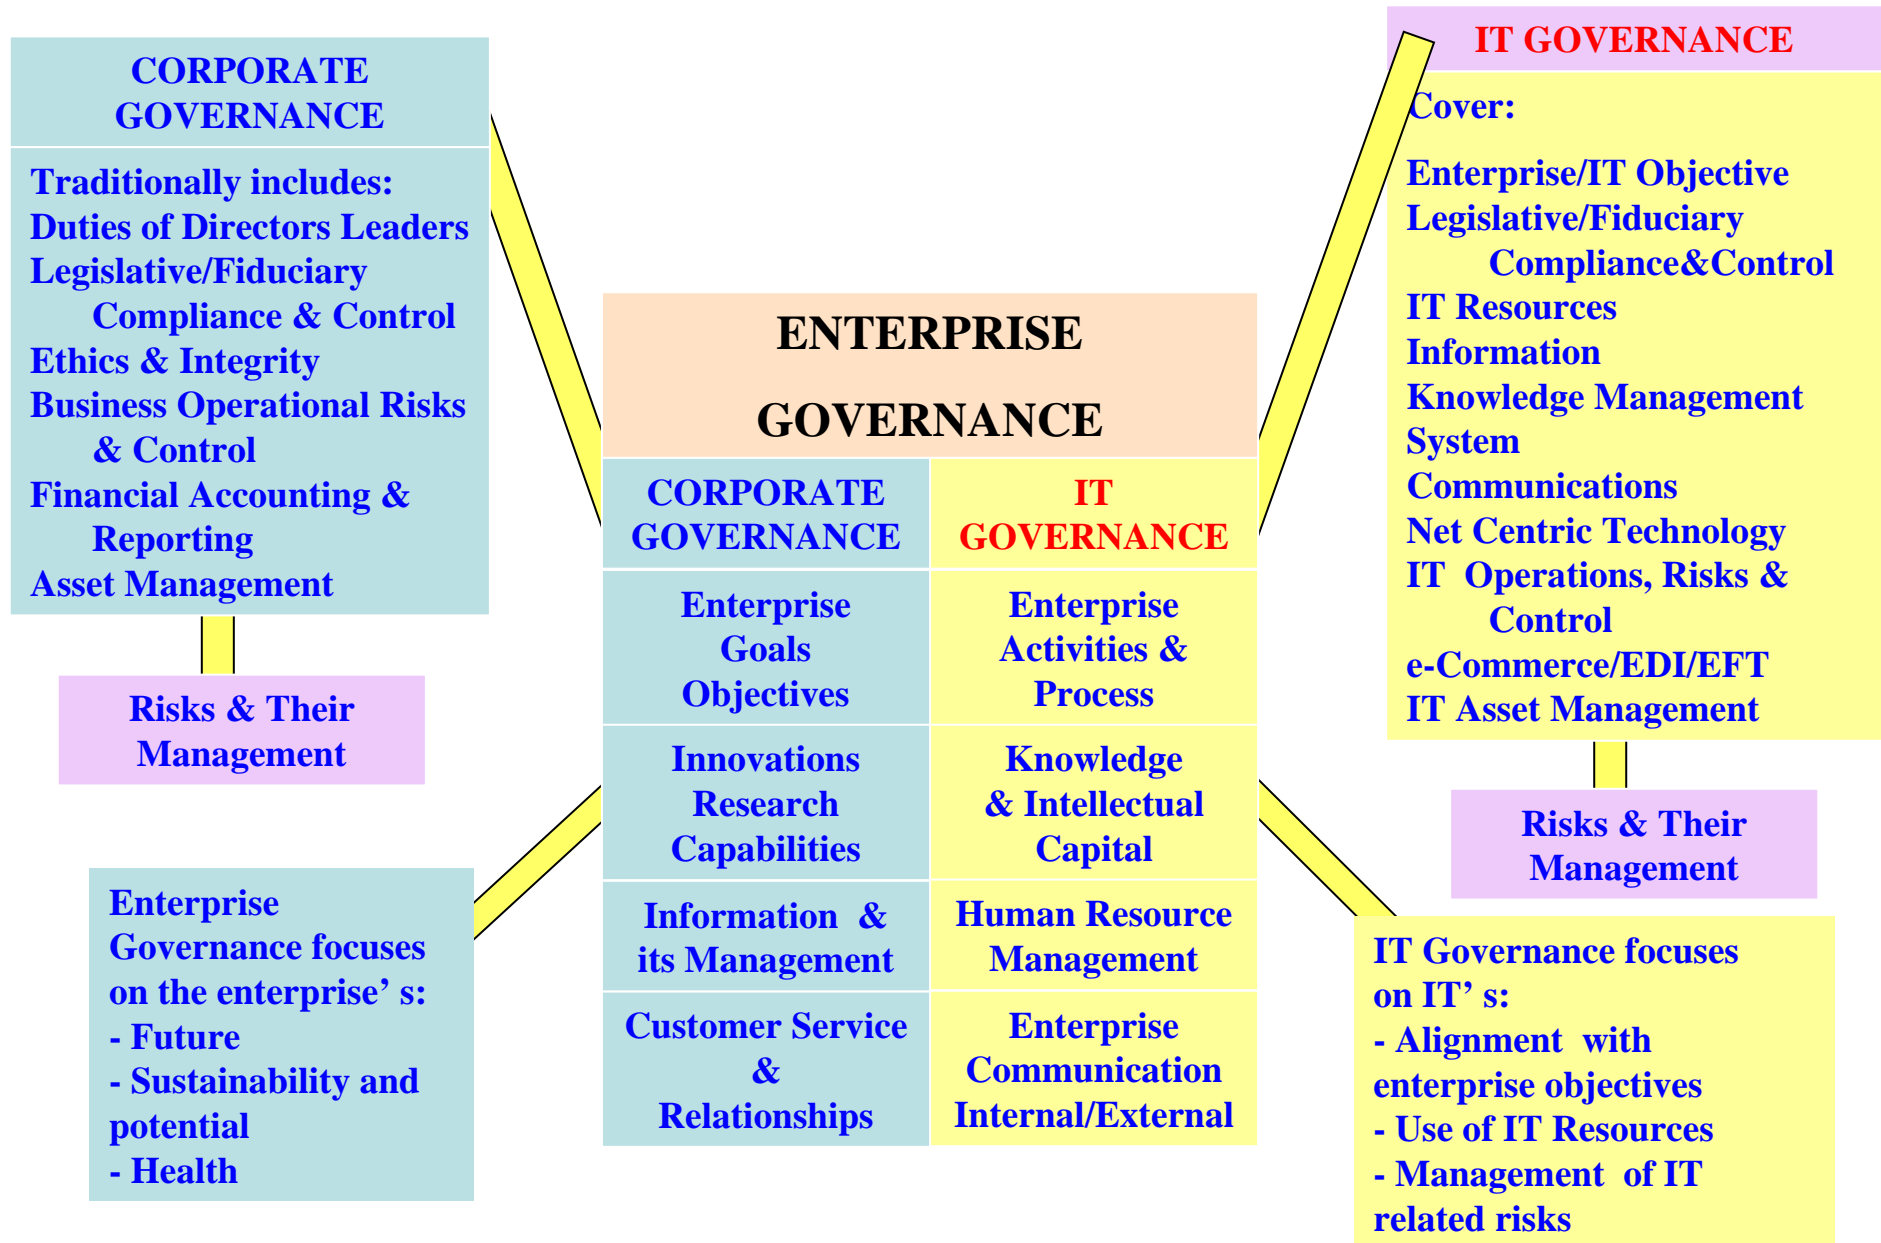 CORPORATE
GOVERNANCE
Traditionally includes:
Duties of Directors Leaders
Legislative/Fiduciary
Compliance & Control
Ethics & Integrity
Business Operational Risks
& Control
Financial Accounting &
Reporting
Asset Management
Risks & Their
Management
Enterprise
Governance focuses
on the enterprise’ s:
- Future
- Sustainability and
potential
- Health
ENTERPRISE
GOVERNANCE
CORPORATE
GOVERNANCE
IT
GOVERNANCE
Enterprise
Goals
Objectives
Enterprise
Activities &
Process
Innovations
Research
Capabilities
Knowledge
& Intellectual
Capital
Information &
its Management
Human Resource
Management
Customer Service
&
Relationships
Enterprise
Communication
Internal/External
IT GOVERNANCE
Cover:
Enterprise/IT Objective
Legislative/Fiduciary
Compliance&Control
IT Resources
Information
Knowledge Management
System
Communications
Net Centric Technology
IT Operations, Risks &
Control
e-Commerce/EDI/EFT
IT Asset Management
Risks & Their
Management
IT Governance focuses
on IT’ s:
- Alignment with
enterprise objectives
- Use of IT Resources
- Management of IT
related risks